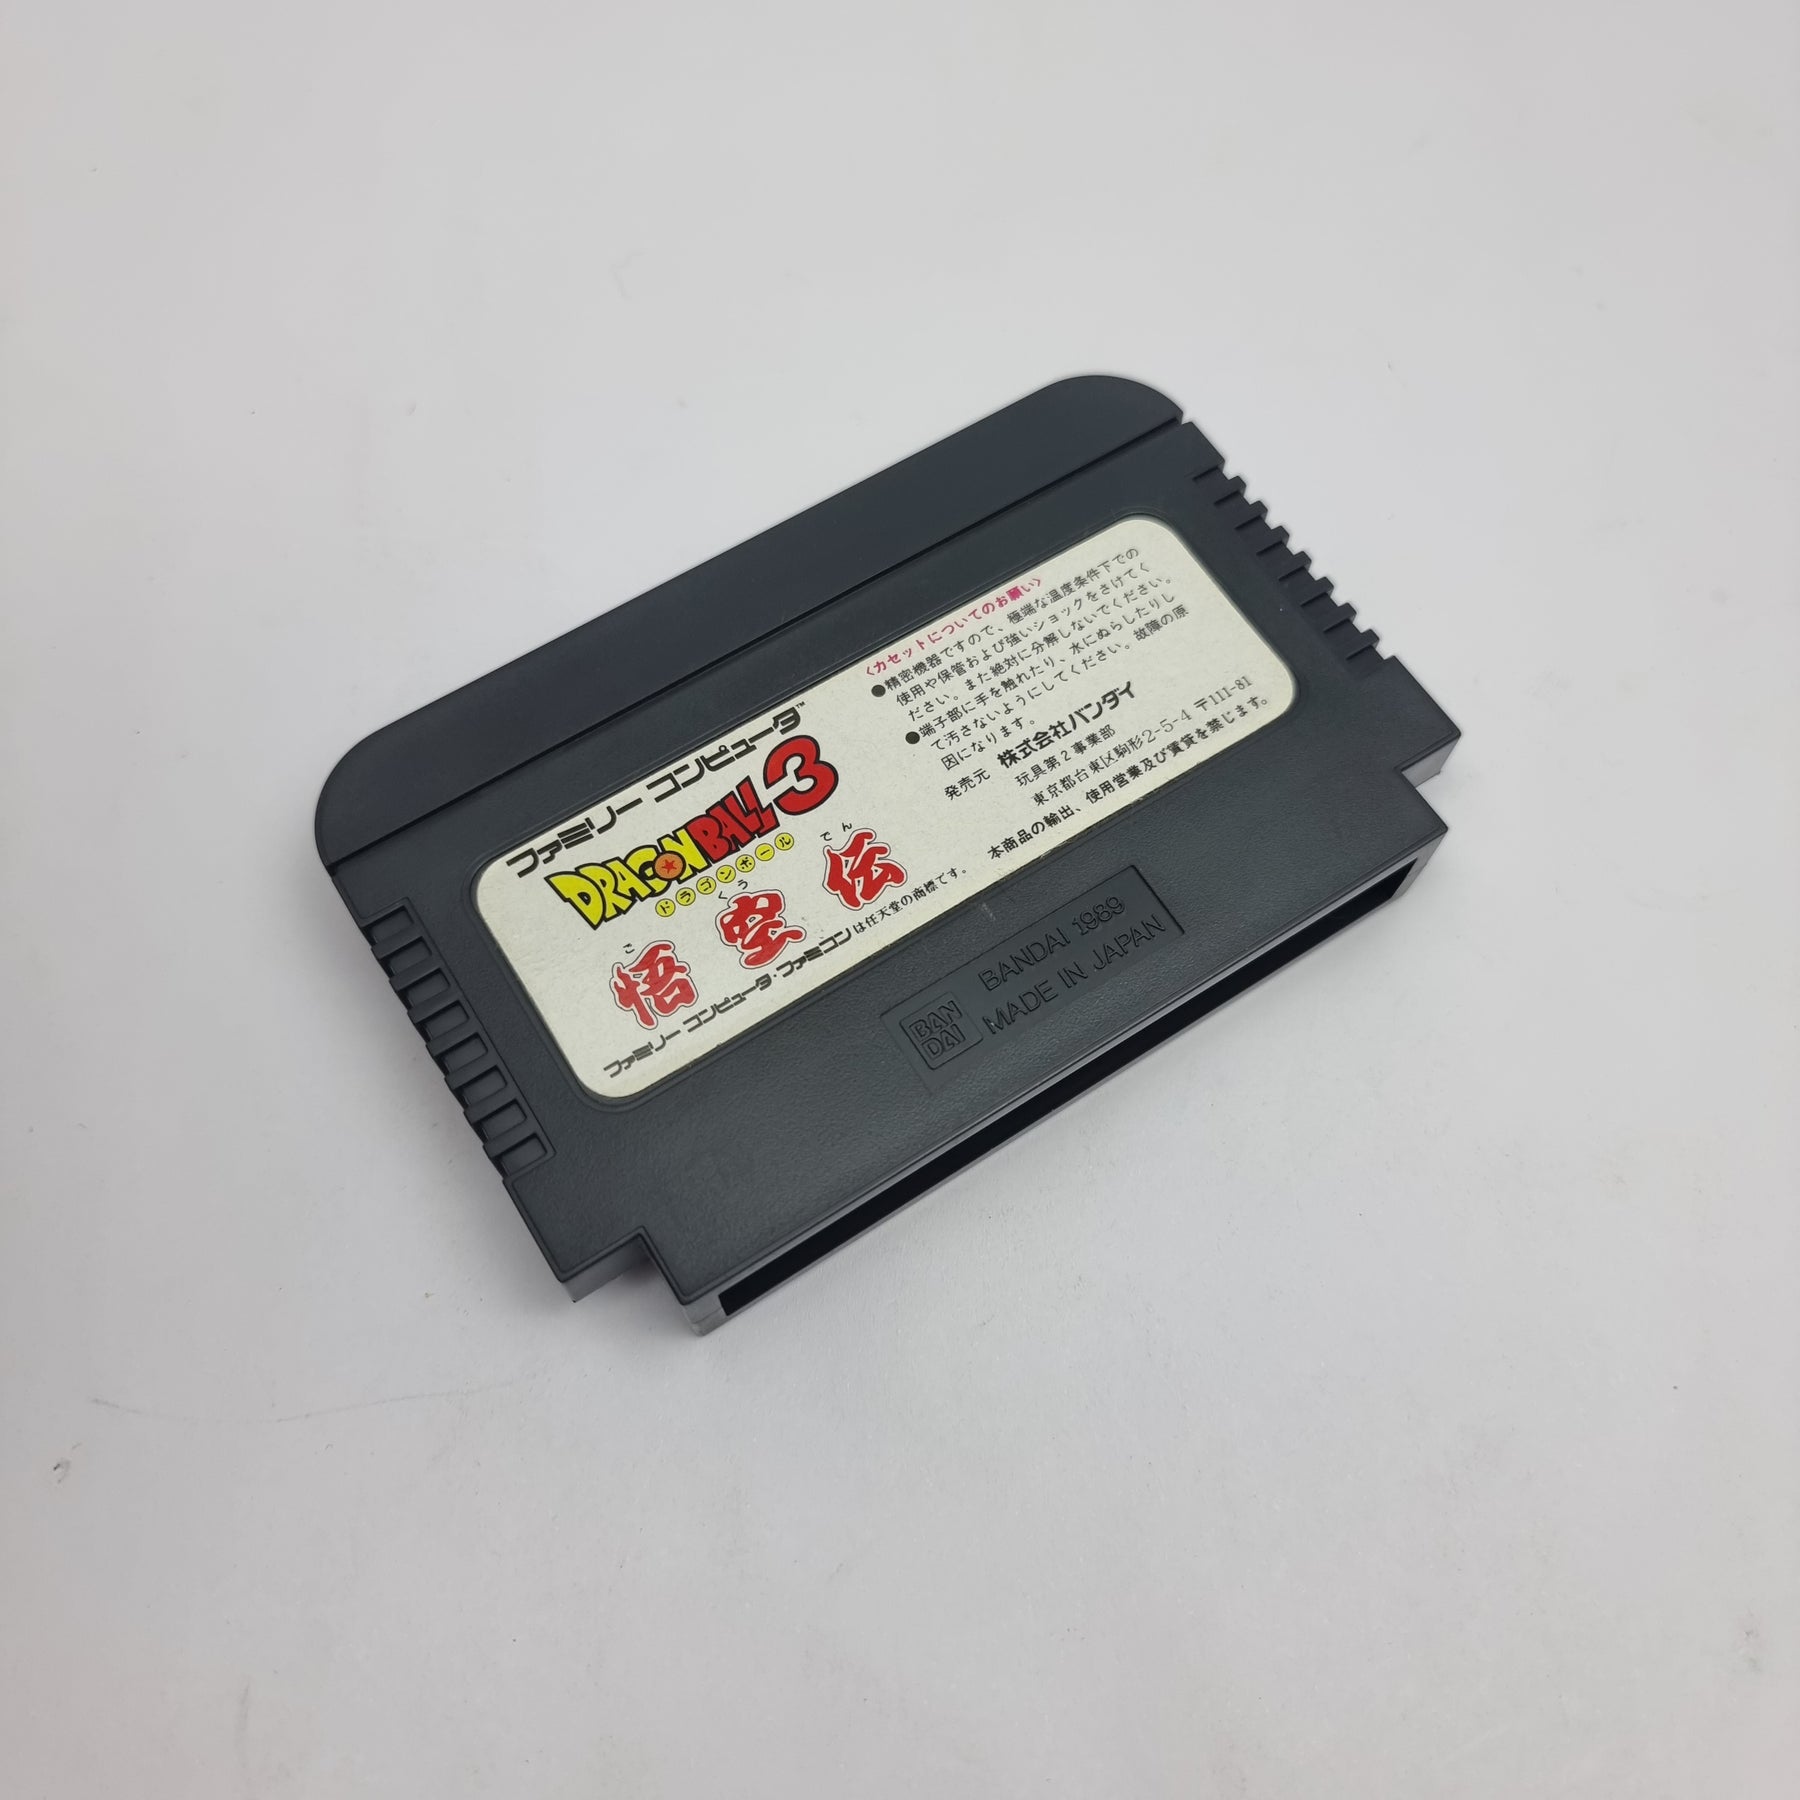 ファミリー コンピュータ™
DRAGON BALL 3
ドラゴンボール
ご くう でん
悟空伝
ファミリー コンピュータ・ファミコンは任天堂の商標です。
〈カセットについてのお願い〉
●精密機器ですので、極端な温度条件下での
使用や保管および強いショックをさけてく
ださい。また絶対に分解しないでください。
●端子部に手を触れたり、水にぬらしたりし
て汚さないようにしてください。故障の原
因になります。
発売元 株式会社バンダイ
玩具第2事業部
東京都台東区駒形2-5-4 〒111-81
本商品の輸出、使用営業及び賃貸を禁じます。
BAN
DAI
BANDAI 1989
MADE IN JAPAN